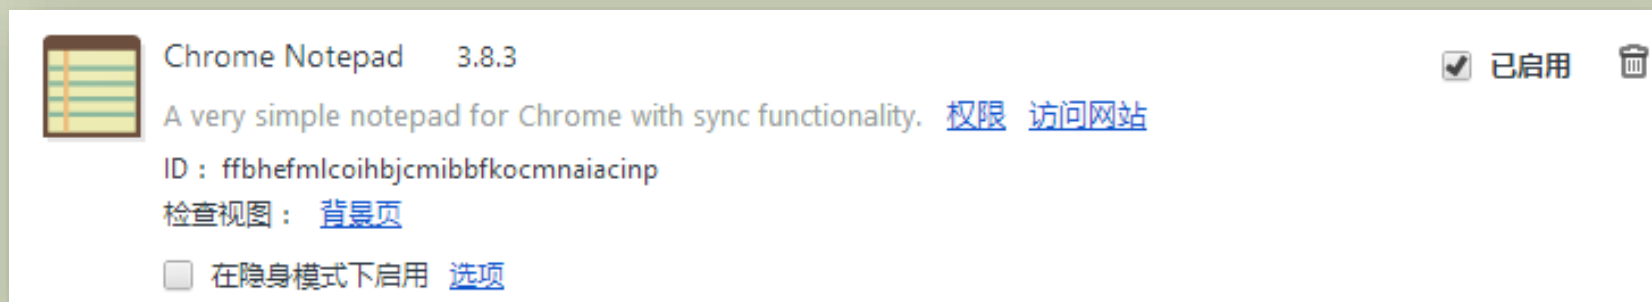 Chrome Notepad 3.8.3 已启用
A very simple notepad for Chrome with sync functionality. 权限 访问网站
ID： ffbhefmlcoihbjcmibbfkocmnaiacinp
检查视图： 背景页
在隐身模式下启用 选项